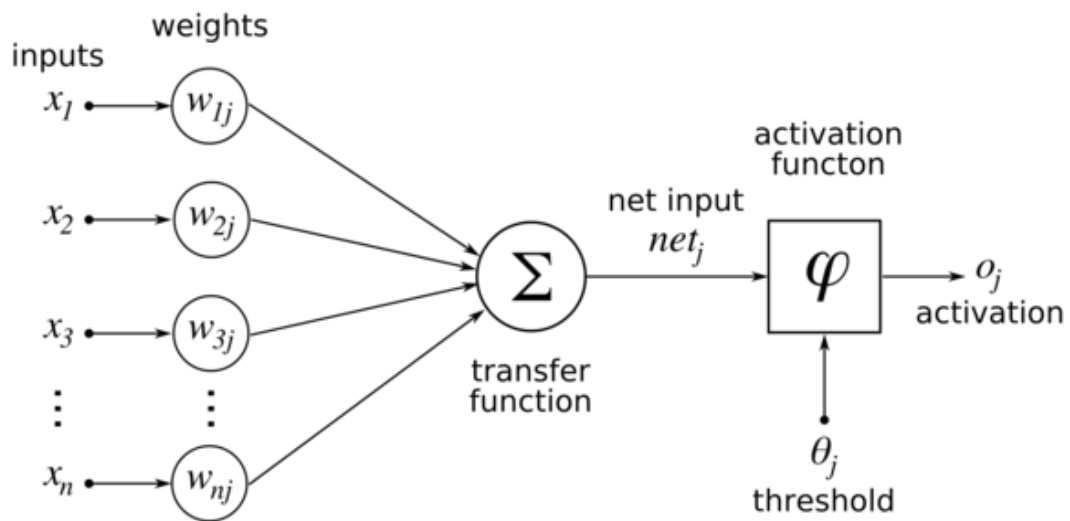 weights
inputs
x1
w1j
x2
w2j
x3
w3j
⋮ ⋮
xn
wnj
Σ
transfer
function
net input
netj
activation
functon
φ
oj
activation
θj
threshold